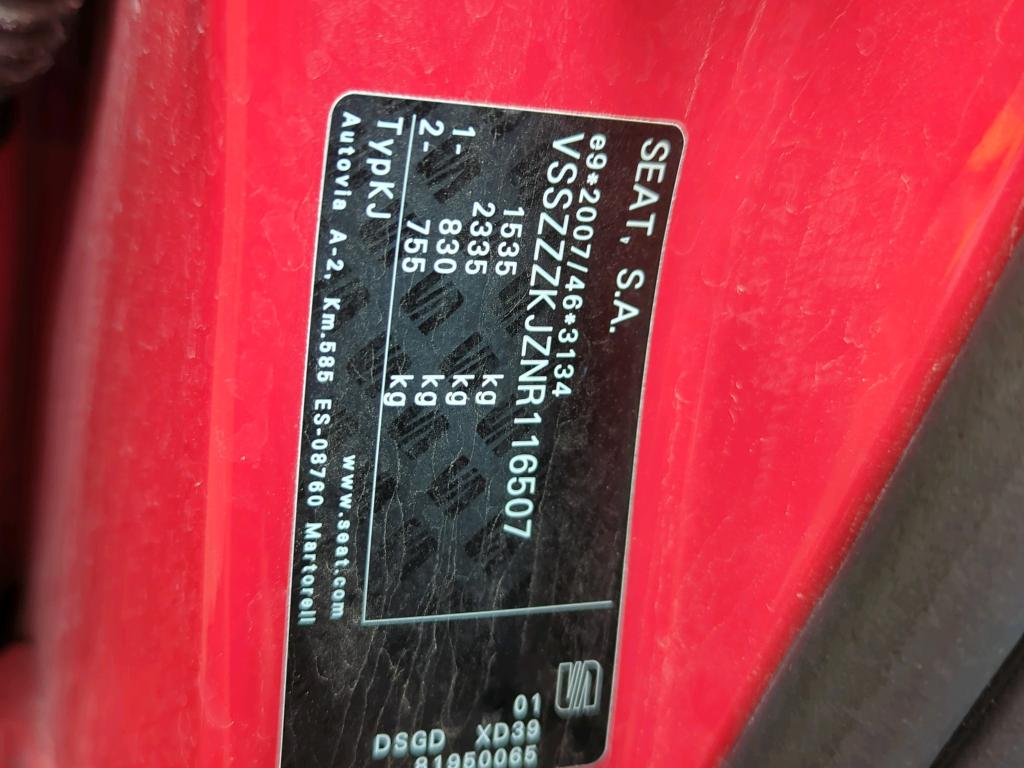 SEAT, S.A.
e9*2007/46*3134
VSSZZZKJZNR116507
1535 kg
2335 kg
1- 830 kg
2- 755 kg
TypKJ
www.seat.com
Autovia A-2, Km.585 ES-08760 Martorell
01
XD39
DSGD
81950065